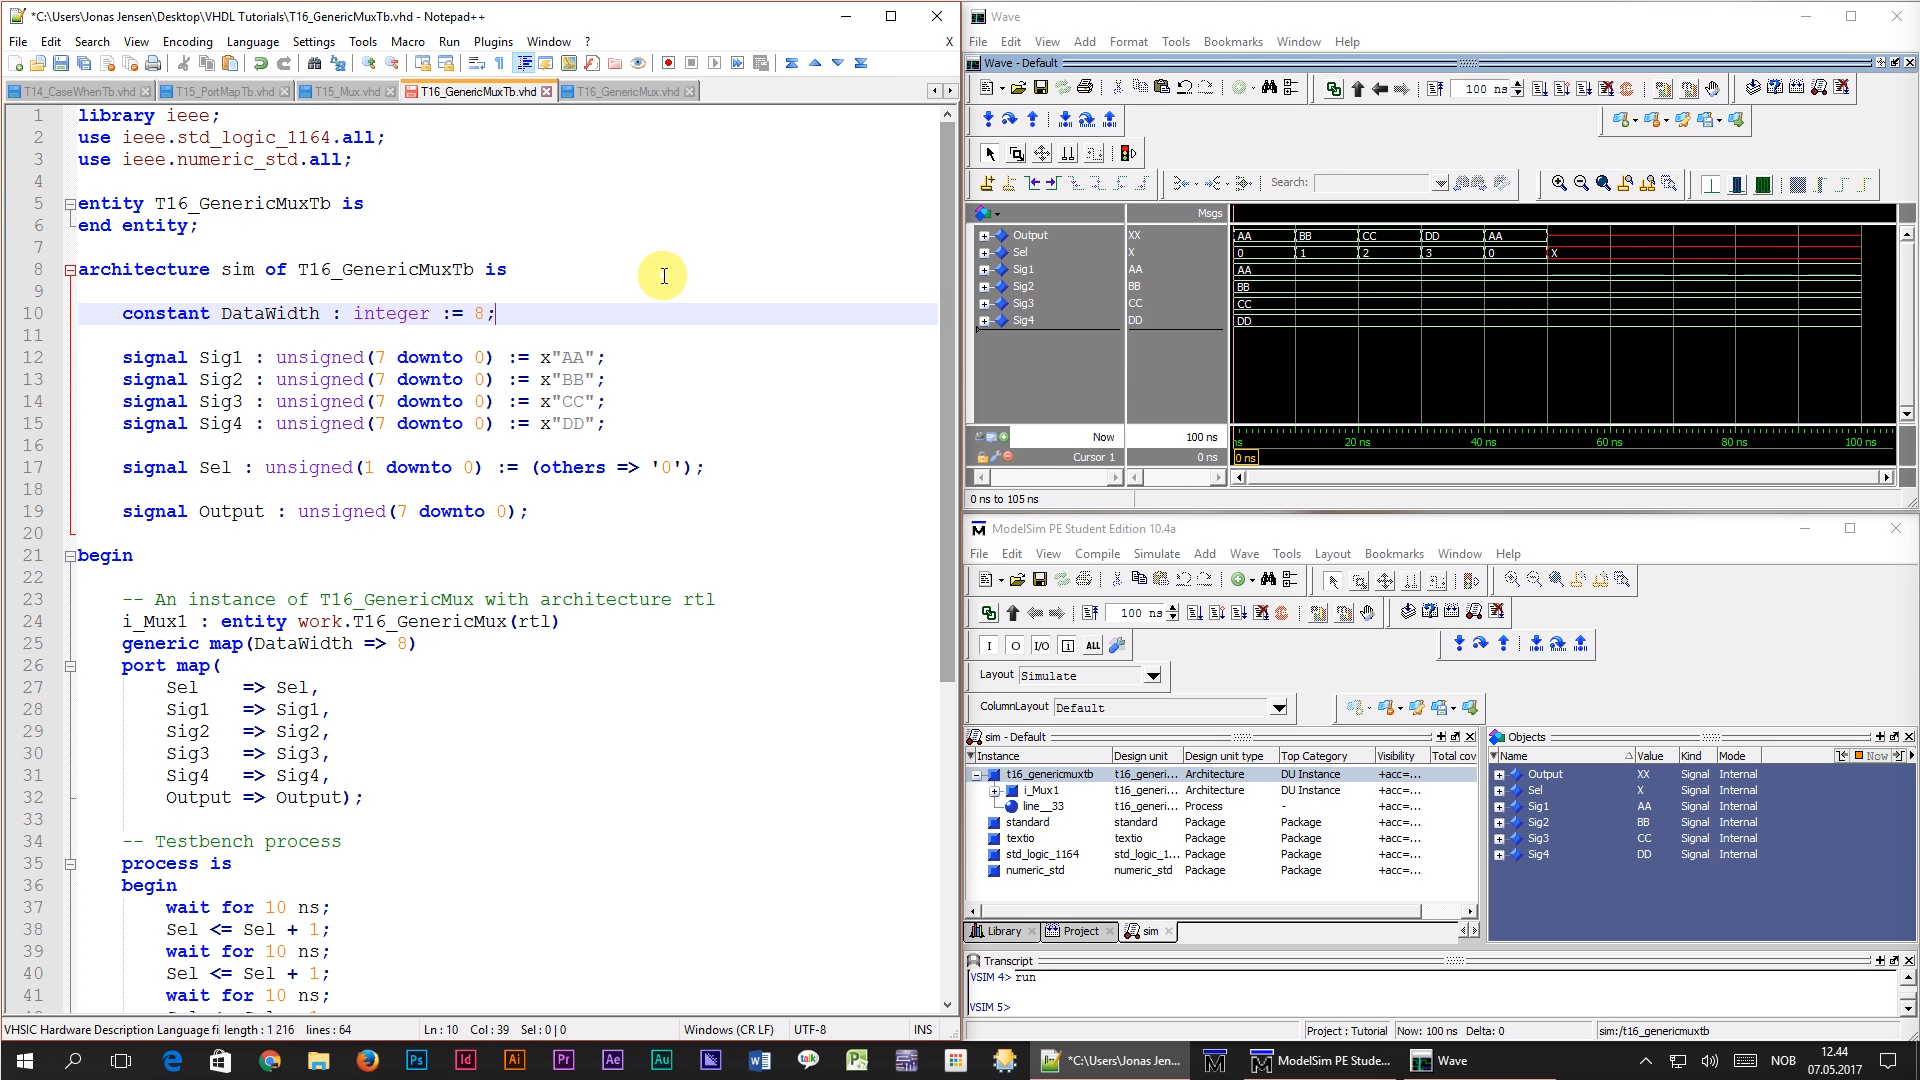 *C:\Users\Jonas Jensen\Desktop\VHDL Tutorials\T16_GenericMuxTb.vhd - Notepad++
File Edit Search View Encoding Language Settings Tools Macro Run Plugins Window ? X
T14_CaseWhenTb.vhd T15_PortMapTb.vhd T15_Mux.vhd T16_GenericMuxTb.vhd T16_GenericMux.vhd
1 library ieee;
2 use ieee.std_logic_1164.all;
3 use ieee.numeric_std.all;
4
5 entity T16_GenericMuxTb is
6 end entity;
7
8 architecture sim of T16_GenericMuxTb is
9
10 constant DataWidth : integer := 8;
11
12 signal Sig1 : unsigned(7 downto 0) := x"AA";
13 signal Sig2 : unsigned(7 downto 0) := x"BB";
14 signal Sig3 : unsigned(7 downto 0) := x"CC";
15 signal Sig4 : unsigned(7 downto 0) := x"DD";
16
17 signal Sel : unsigned(1 downto 0) := (others => '0');
18
19 signal Output : unsigned(7 downto 0);
20
21 begin
22
23 -- An instance of T16_GenericMux with architecture rtl
24 i_Mux1 : entity work.T16_GenericMux(rtl)
25 generic map(DataWidth => 8)
26 port map(
27 Sel => Sel,
28 Sig1 => Sig1,
29 Sig2 => Sig2,
30 Sig3 => Sig3,
31 Sig4 => Sig4,
32 Output => Output);
33
34 -- Testbench process
35 process is
36 begin
37 wait for 10 ns;
38 Sel <= Sel + 1;
39 wait for 10 ns;
40 Sel <= Sel + 1;
41 wait for 10 ns;
VHSIC Hardware Description Language fi length : 1 216 lines : 64 Ln : 10 Col : 39 Sel : 0 | 0 Windows (CR LF) UTF-8 INS
Wave
File Edit View Add Format Tools Bookmarks Window Help
Wave - Default
100 ns
Search:
Msgs
Output XX AA BB CC DD AA
Sel X 0 1 2 3 0 X
Sig1 AA AA
Sig2 BB BB
Sig3 CC CC
Sig4 DD DD
Now 100 ns ns 20 ns 40 ns 60 ns 80 ns 100 ns
Cursor 1 0 ns 0 ns
0 ns to 105 ns
ModelSim PE Student Edition 10.4a
File Edit View Compile Simulate Add Wave Tools Layout Bookmarks Window Help
100 ns
I O I/O i ALL
Layout Simulate
ColumnLayout Default
sim - Default
Instance Design unit Design unit type Top Category Visibility Total cov
t16_genericmuxtb t16_generi... Architecture DU Instance +acc=...
i_Mux1 t16_generi... Architecture DU Instance +acc=...
line__33 t16_generi... Process - +acc=...
standard standard Package Package +acc=...
textio textio Package Package +acc=...
std_logic_1164 std_logic_1... Package Package +acc=...
numeric_std numeric_std Package Package +acc=...
Library Project sim
Objects
Name Value Kind Mode Now
Output XX Signal Internal
Sel X Signal Internal
Sig1 AA Signal Internal
Sig2 BB Signal Internal
Sig3 CC Signal Internal
Sig4 DD Signal Internal
Transcript
VSIM 4> run
VSIM 5>
Project : Tutorial Now: 100 ns Delta: 0 sim:/t16_genericmuxtb
Ps Id Ai Pr Ae Au talk *C:\Users\Jonas Jen... ModelSim PE Stude... Wave NOB 12.44
07.05.2017